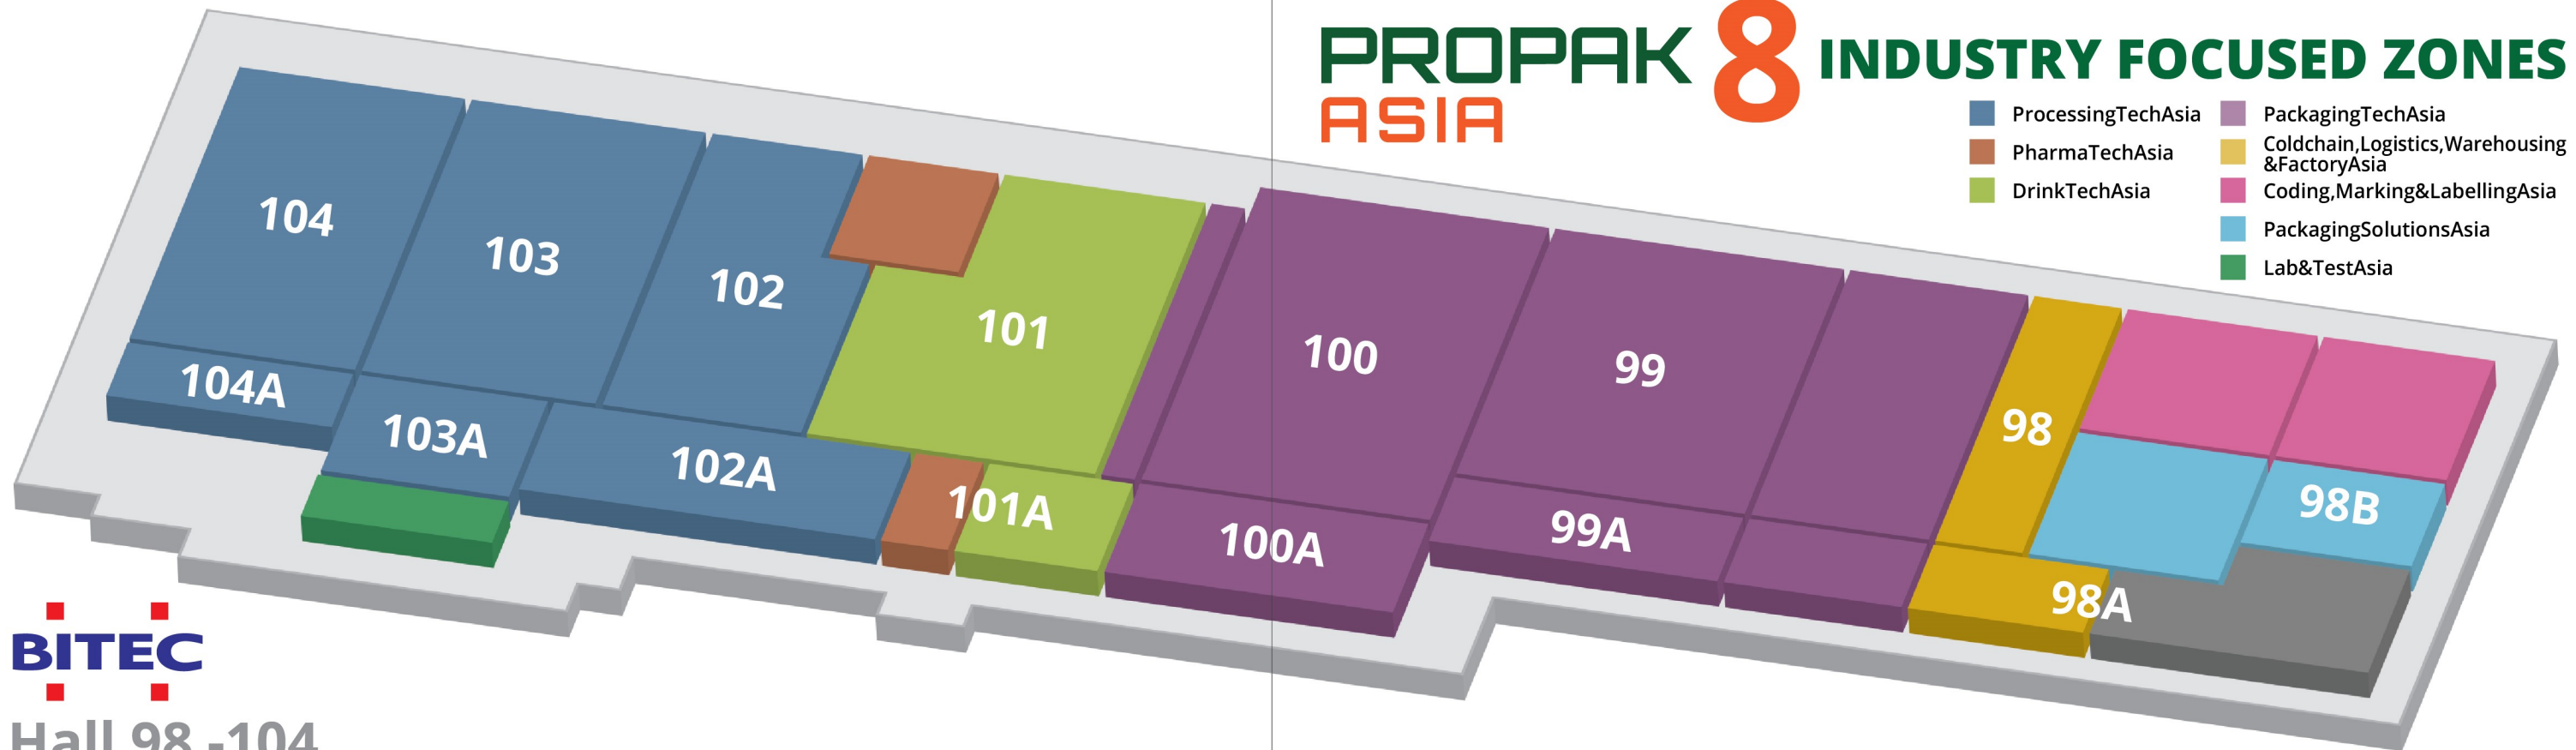 PROPAK
ASIA
8 INDUSTRY FOCUSED ZONES
ProcessingTechAsia
PharmaTechAsia
DrinkTechAsia
PackagingTechAsia
Coldchain,Logistics,Warehousing
&FactoryAsia
Coding,Marking&LabellingAsia
PackagingSolutionsAsia
Lab&TestAsia
104
103
102
101
100
99
98
104A
103A
102A
101A
100A
99A
98A
98B
BITEC
Hall 98 -104